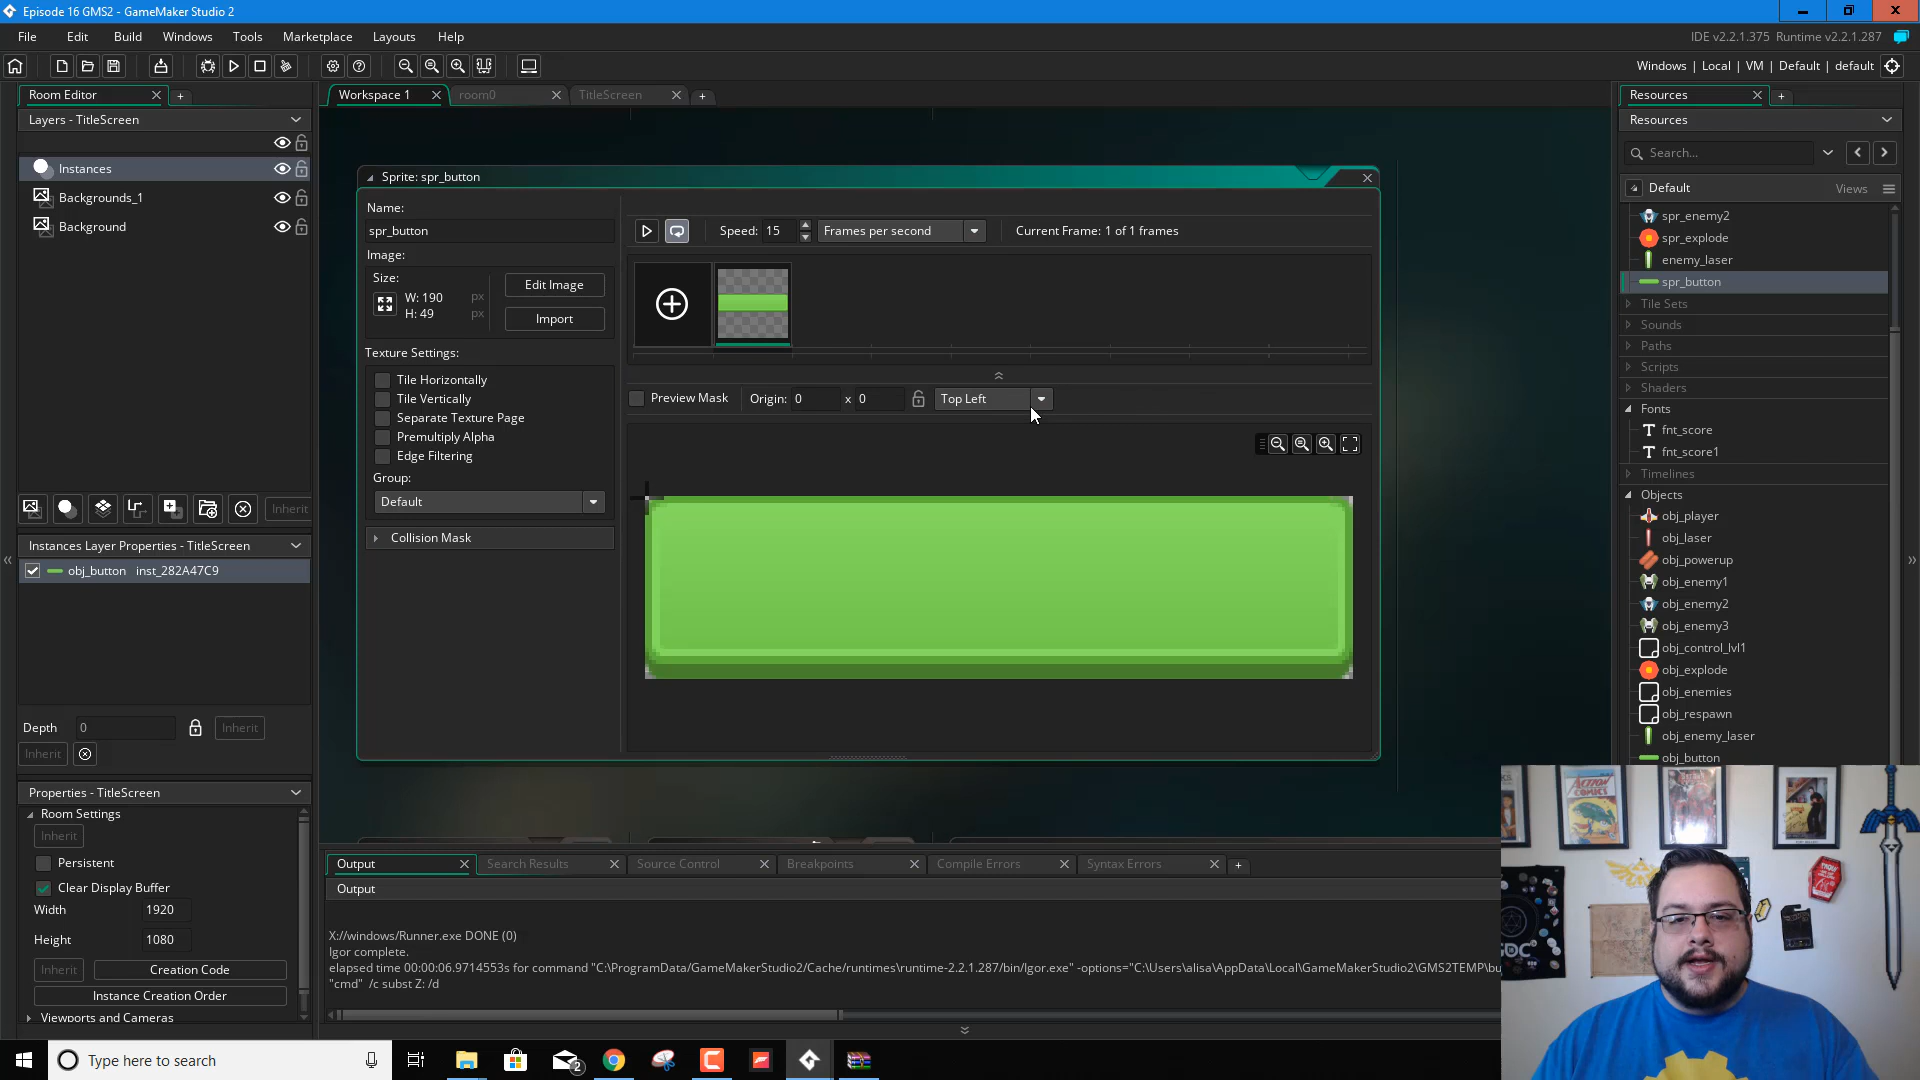 Episode 16 GMS2 - GameMaker Studio 2
File Edit Build Windows Tools Marketplace Layouts Help
IDE v2.2.1.375 Runtime v2.2.1.287
Windows | Local | VM | Default | default
Room Editor
Layers - TitleScreen
Instances
Backgrounds_1
Background
Inherit
Instances Layer Properties - TitleScreen
obj_button inst_282A47C9
Depth 0 Inherit
Inherit
Properties - TitleScreen
Room Settings
Inherit
Persistent
Clear Display Buffer
Width 1920
Height 1080
Inherit Creation Code
Instance Creation Order
Viewports and Cameras
Workspace 1 room0 TitleScreen
Sprite: spr_button
Name:
spr_button
Image:
Size:
W: 190 px
H: 49 px
Edit Image
Import
Texture Settings:
Tile Horizontally
Tile Vertically
Separate Texture Page
Premultiply Alpha
Edge Filtering
Group:
Default
Collision Mask
Speed: 15 Frames per second Current Frame: 1 of 1 frames
Preview Mask Origin: 0 x 0 Top Left
Output Search Results Source Control Breakpoints Compile Errors Syntax Errors
Output
X://windows/Runner.exe DONE (0)
Igor complete.
elapsed time 00:00:06.9714553s for command "C:\ProgramData/GameMakerStudio2/Cache/runtimes\runtime-2.2.1.287/bin/Igor.exe" -options="C:\Users\alisa\AppData\Local\GameMakerStudio2\GMS2TEMP\bu
"cmd" /c subst Z: /d
Resources
Resources
Search...
Default Views
spr_enemy2
spr_explode
enemy_laser
spr_button
Tile Sets
Sounds
Paths
Scripts
Shaders
Fonts
fnt_score
fnt_score1
Timelines
Objects
obj_player
obj_laser
obj_powerup
obj_enemy1
obj_enemy2
obj_enemy3
obj_control_lvl1
obj_explode
obj_enemies
obj_respawn
obj_enemy_laser
obj_button
ACTION
COMICS
Type here to search
2